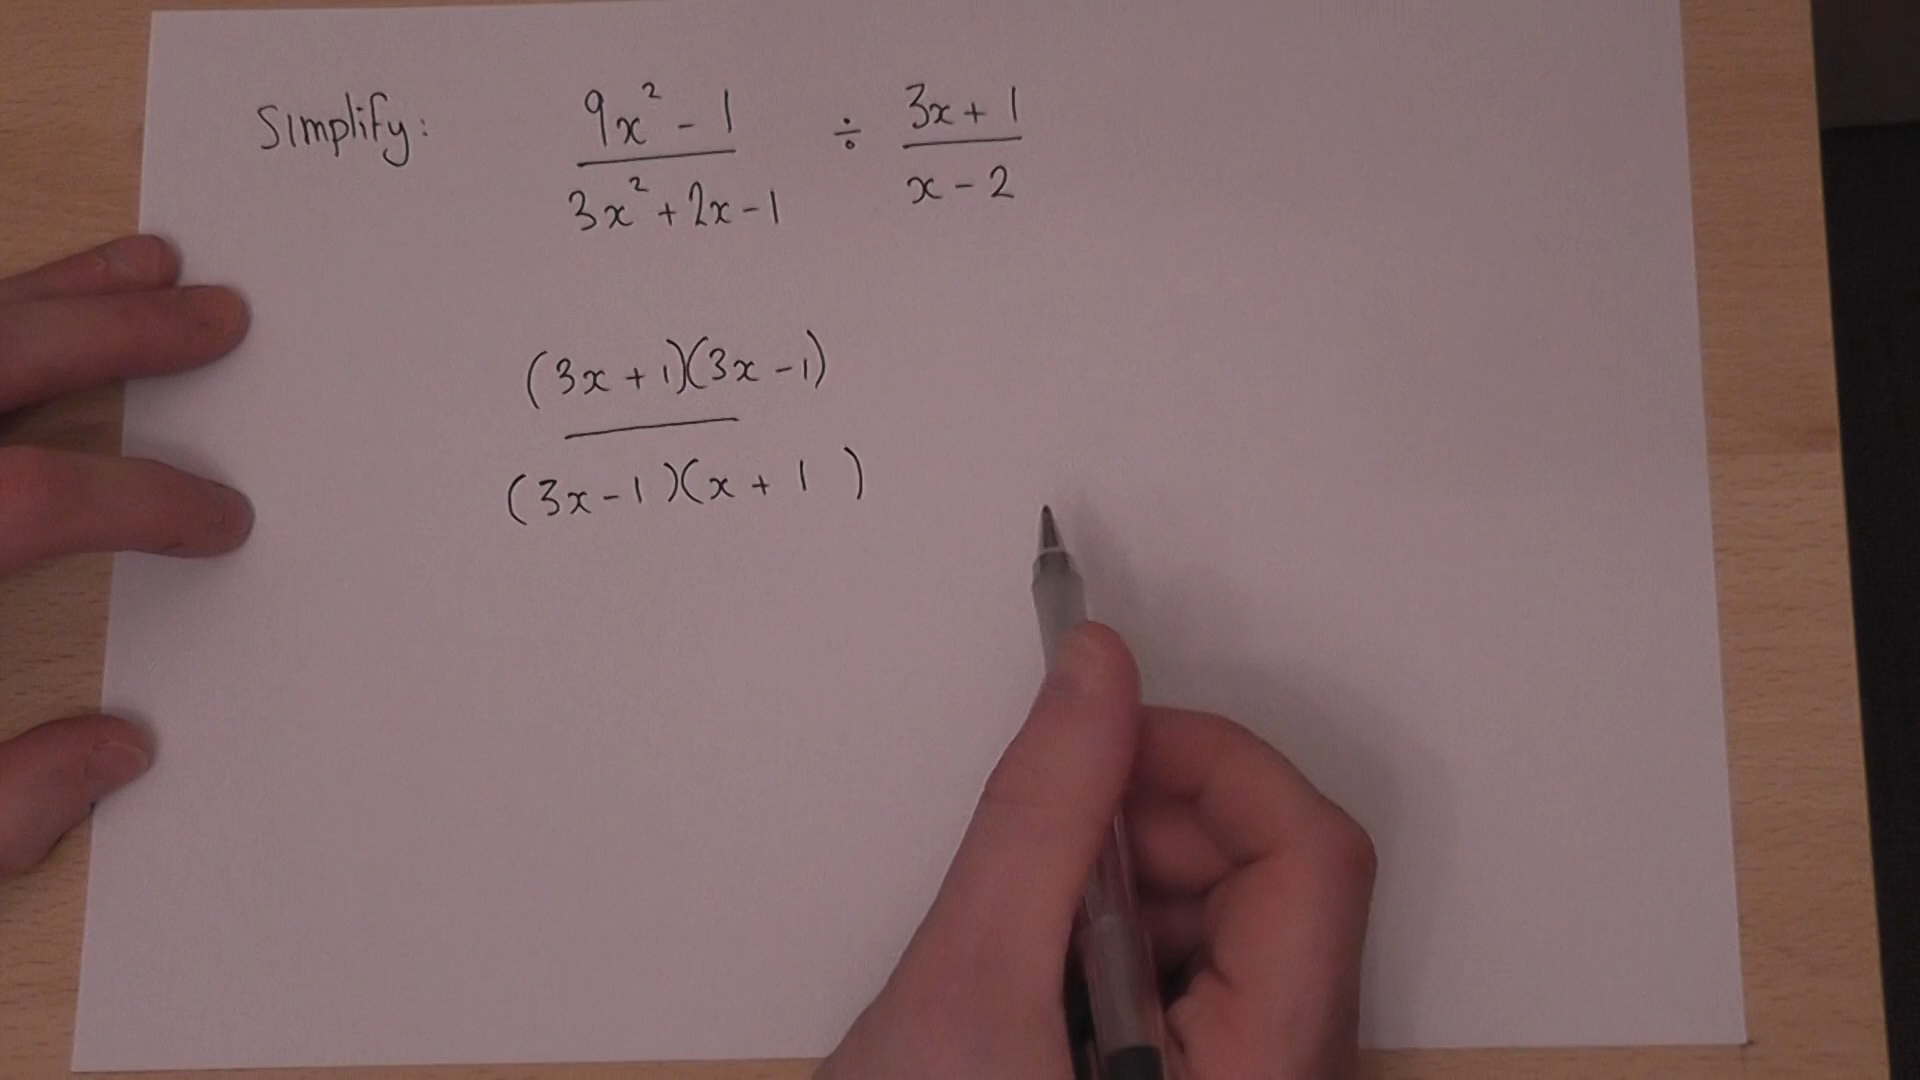 Simplify: 9x² - 1 ÷ 3x + 1
3x² + 2x - 1 x - 2
(3x + 1)(3x - 1)
(3x - 1)(x + 1 )